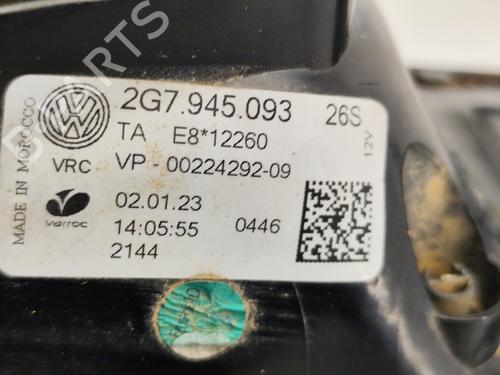 2G7.945.093
26S
TA E8*12260
12V
VRC VP - 00224292-09
MADE IN MOROCCO
varroc
02.01.23
14:05:55 0446
2144